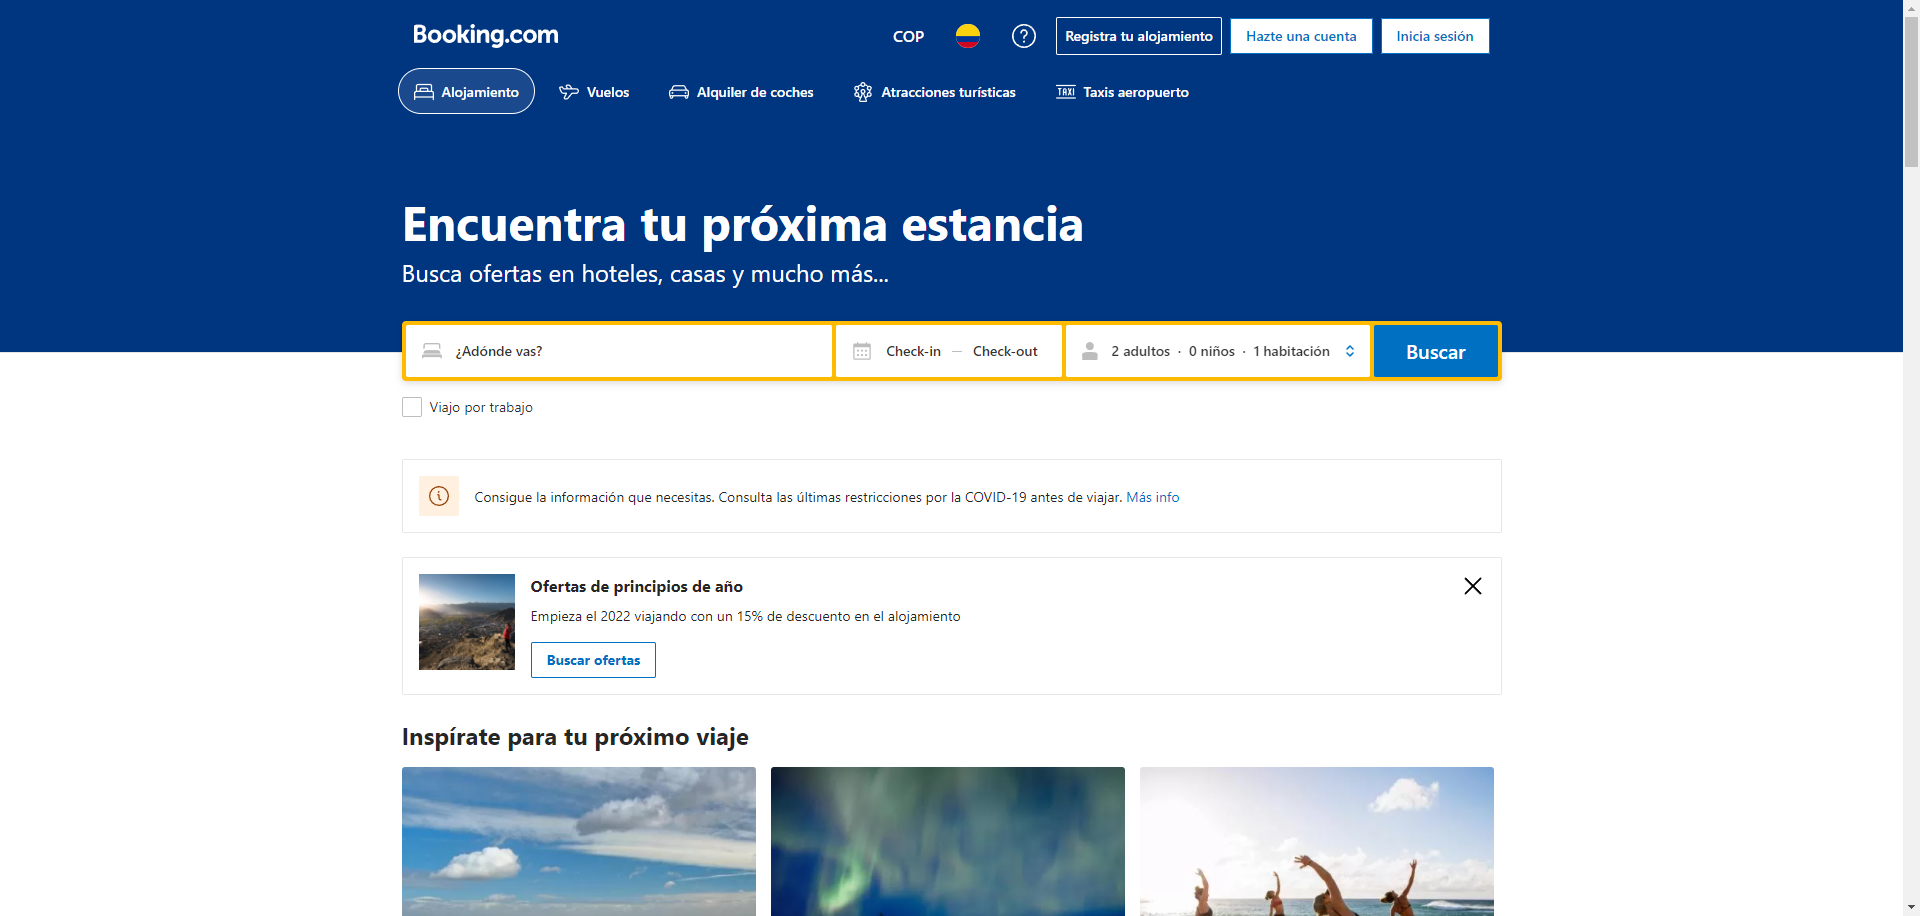 Booking.com
COP
Registra tu alojamiento
Hazte una cuenta
Inicia sesión
Alojamiento
Vuelos
Alquiler de coches
Atracciones turísticas
TAXI
Taxis aeropuerto
Encuentra tu próxima estancia
Busca ofertas en hoteles, casas y mucho más...
¿Adónde vas?
Check-in — Check-out
2 adultos · 0 niños · 1 habitación
Buscar
Viajo por trabajo
Consigue la información que necesitas. Consulta las últimas restricciones por la COVID-19 antes de viajar. Más info
Ofertas de principios de año
Empieza el 2022 viajando con un 15% de descuento en el alojamiento
Buscar ofertas
Inspírate para tu próximo viaje